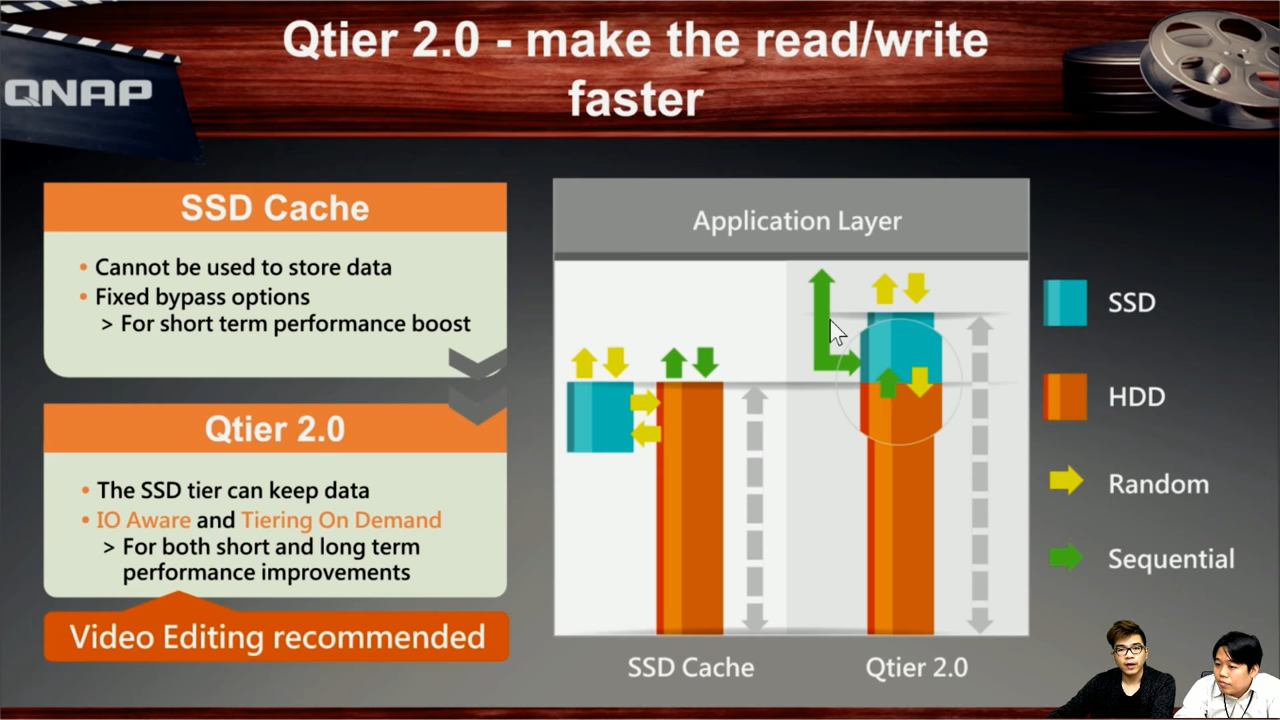 Qtier 2.0 - make the read/write
faster
QNAP
SSD Cache
• Cannot be used to store data
• Fixed bypass options
> For short term performance boost
Qtier 2.0
• The SSD tier can keep data
• IO Aware and Tiering On Demand
> For both short and long term
performance improvements
Video Editing recommended
Application Layer
SSD Cache
Qtier 2.0
SSD
HDD
Random
Sequential